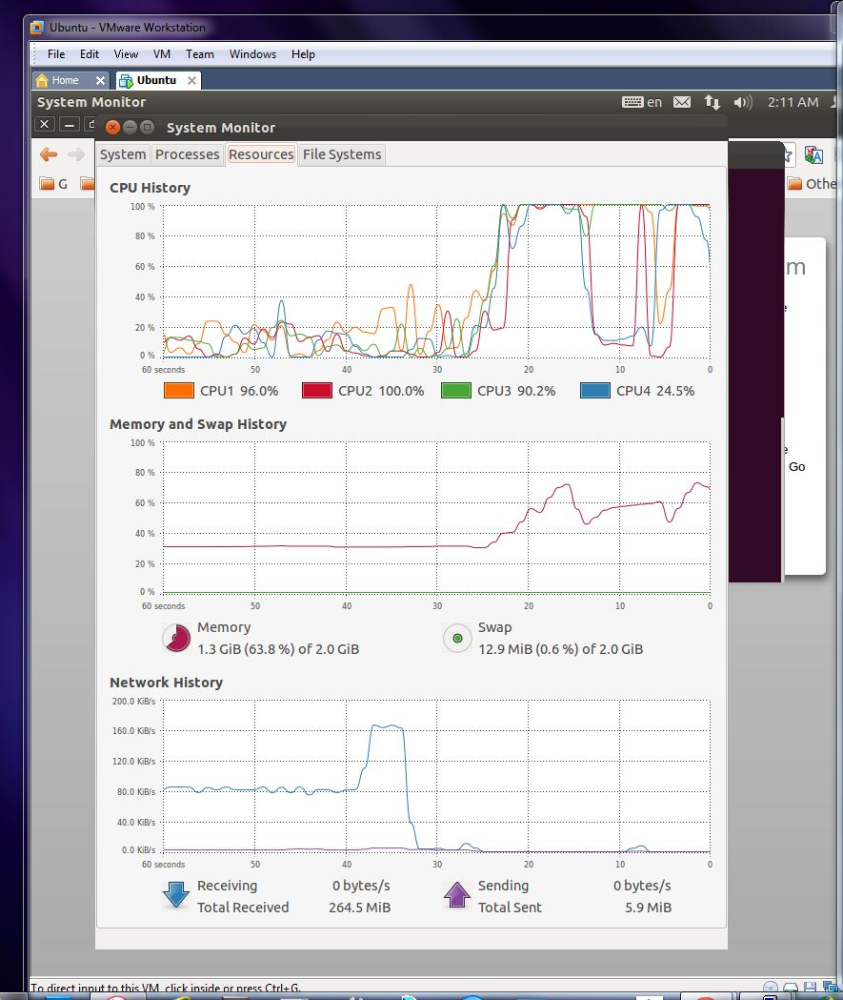 Ubuntu - VMware Workstation
File Edit View VM Team Windows Help
Home Ubuntu
System Monitor en 2:11 AM
System Monitor
System Processes Resources File Systems
G Othe
CPU History
100 %
80 %
60 %
40 %
20 %
0 %
60 seconds 50 40 30 20 10 0
CPU1 96.0% CPU2 100.0% CPU3 90.2% CPU4 24.5%
m
e
Memory and Swap History
100 %
80 %
60 %
40 %
20 %
0 %
60 seconds 50 40 30 20 10 0
e
Go
Memory Swap
1.3 GiB (63.8 %) of 2.0 GiB 12.9 MiB (0.6 %) of 2.0 GiB
Network History
200.0 KiB/s
160.0 KiB/s
120.0 KiB/s
80.0 KiB/s
40.0 KiB/s
0.0 KiB/s
60 seconds 50 40 30 20 10 0
Receiving 0 bytes/s Sending 0 bytes/s
Total Received 264.5 MiB Total Sent 5.9 MiB
To direct input to this VM, click inside or press Ctrl+G.